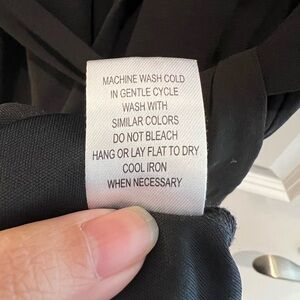 MACHINE WASH COLD
IN GENTLE CYCLE
WASH WITH
SIMILAR COLORS
DO NOT BLEACH
HANG OR LAY FLAT TO DRY
COOL IRON
WHEN NECESSARY